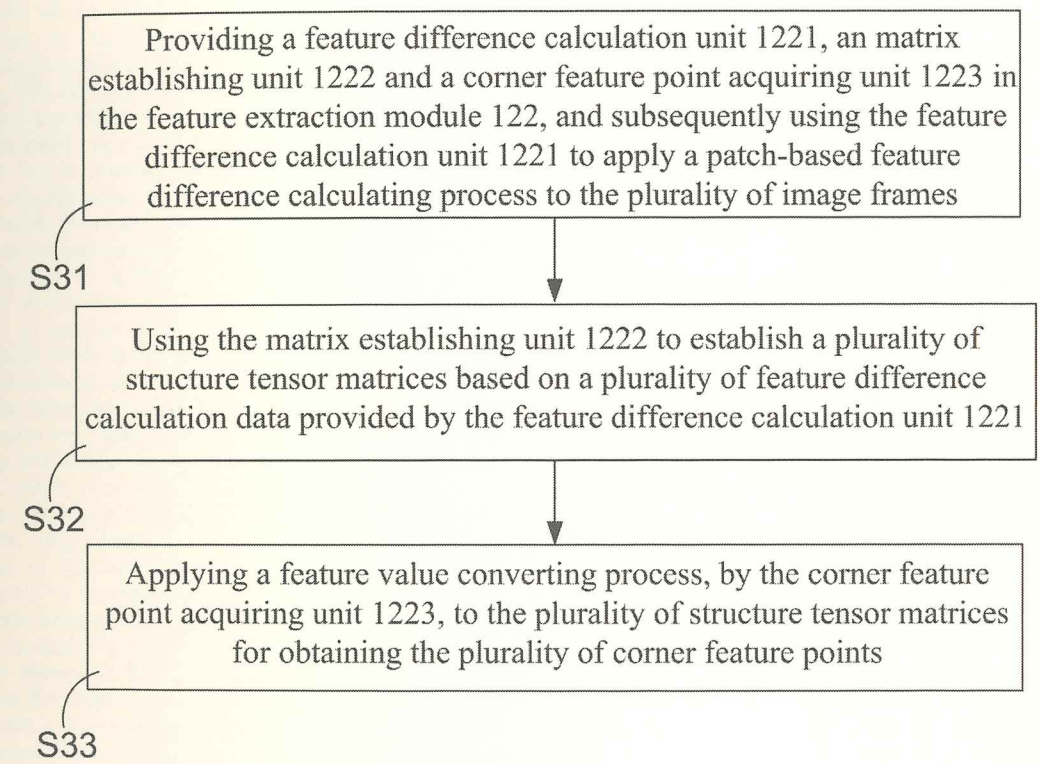 Providing a feature difference calculation unit 1221, an matrix
establishing unit 1222 and a corner feature point acquiring unit 1223 in
the feature extraction module 122, and subsequently using the feature
difference calculation unit 1221 to apply a patch-based feature
difference calculating process to the plurality of image frames
S31
Using the matrix establishing unit 1222 to establish a plurality of
structure tensor matrices based on a plurality of feature difference
calculation data provided by the feature difference calculation unit 1221
S32
Applying a feature value converting process, by the corner feature
point acquiring unit 1223, to the plurality of structure tensor matrices
for obtaining the plurality of corner feature points
S33